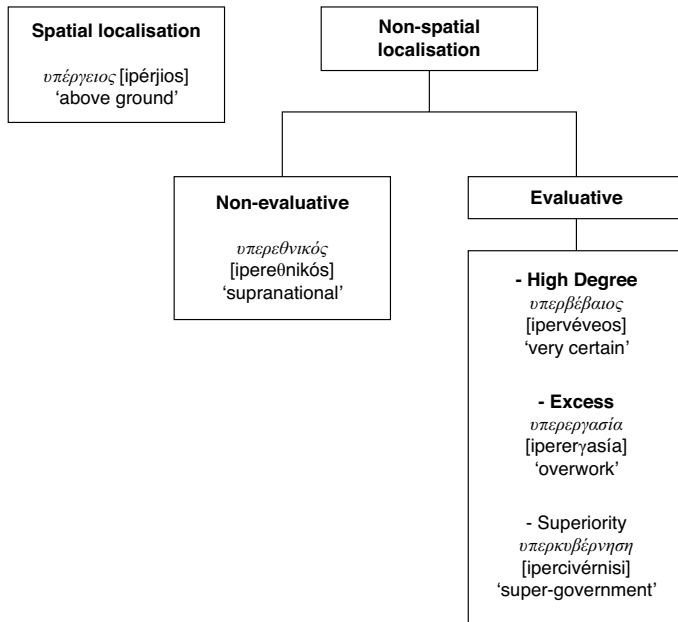 Spatial localisation
υπέργειος [ipérjios]
‘above ground’
Non-spatial
localisation
Non-evaluative
υπερεθνικός
[ipereθnikós]
‘supranational’
Evaluative
- High Degree
υπερβέβαιος
[ipervéveos]
‘very certain’
- Excess
υπερεργασία
[ipererγasía]
‘overwork’
- Superiority
υπερκυβέρνηση
[ipercivérnisi]
‘super-government’